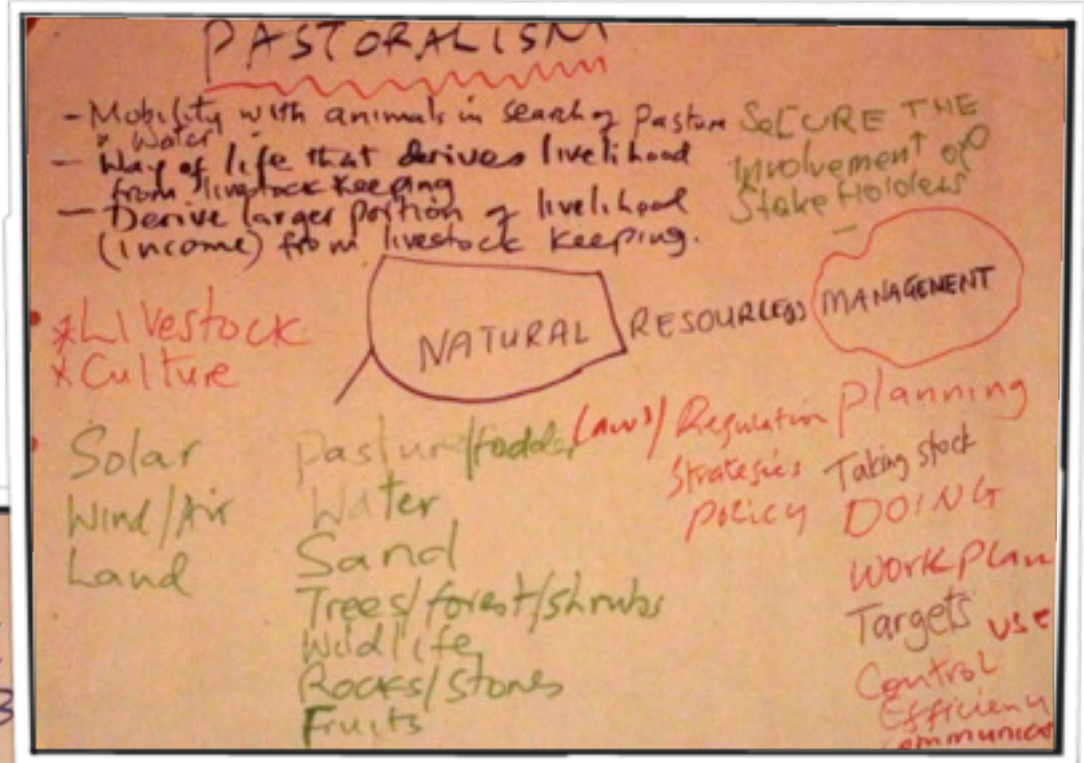 PASTORALISM
- Mobility with animals in search of Pasture
* Water
- Way of life that derives livelihood
from livestock keeping
- Derive larger portion of livelihood
(income) from livestock keeping.
SECURE THE
Involvement of
Stake Holders
*Livestock
*Culture
NATURAL RESOURCE(S) MANAGEMENT
Solar
Wind/Air
Land
Pasture/fodder
Water
Sand
Trees/forest/shrubs
Wildlife
Rocks/stones
Fruits
Laws/Regulation
Strategies
Policy
Planning
Taking stock
DOING
Workplan
Targets use
Control
Efficieny
ommunicat